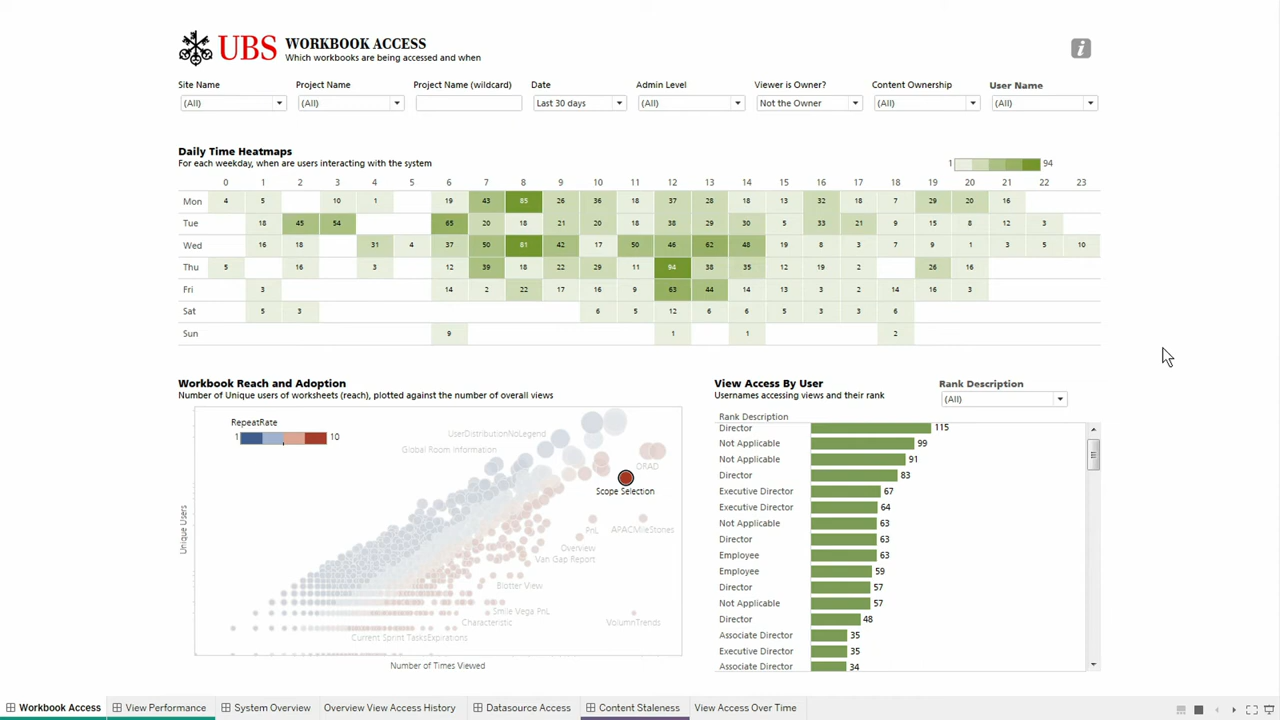 UBS WORKBOOK ACCESS
Which workbooks are being accessed and when
i
Site Name Project Name Project Name (wildcard) Date Admin Level Viewer is Owner? Content Ownership User Name
(All) (All) Last 30 days (All) Not the Owner (All) (All)
Daily Time Heatmaps
For each weekday, when are users interacting with the system
1 94
0 1 2 3 4 5 6 7 8 9 10 11 12 13 14 15 16 17 18 19 20 21 22 23
Mon 4 5 10 1 19 43 85 26 36 18 37 28 18 13 32 18 7 29 20 16
Tue 18 45 54 65 20 18 21 20 18 38 29 30 5 33 21 9 15 8 12 3
Wed 16 18 31 4 37 50 81 42 17 50 46 62 48 19 8 3 7 9 1 3 5 10
Thu 5 16 3 12 39 18 22 29 11 94 38 35 12 19 2 26 16
Fri 3 14 2 22 17 16 9 63 44 14 13 3 2 14 16 3
Sat 5 3 6 5 12 6 6 5 3 3 6
Sun 9 1 1 2
Workbook Reach and Adoption
Number of Unique users of worksheets (reach), plotted against the number of overall views
RepeatRate
1 10
UserDistributionNoLegend
Global Room Information
ORAD
Scope Selection
PnL
APACMileStones
Overview
Van Gap Report
Blotter View
Smile Vega PnL
Characteristic
VolumnTrends
Current Sprint TasksExpirations
Unique Users
Number of Times Viewed
View Access By User
Usernames accessing views and their rank
Rank Description
(All)
Rank Description
Director 115
Not Applicable 99
Not Applicable 91
Director 83
Executive Director 67
Executive Director 64
Not Applicable 63
Director 63
Employee 63
Employee 59
Director 57
Not Applicable 57
Director 48
Associate Director 35
Executive Director 35
Associate Director 34
Workbook Access View Performance System Overview Overview View Access History Datasource Access Content Staleness View Access Over Time